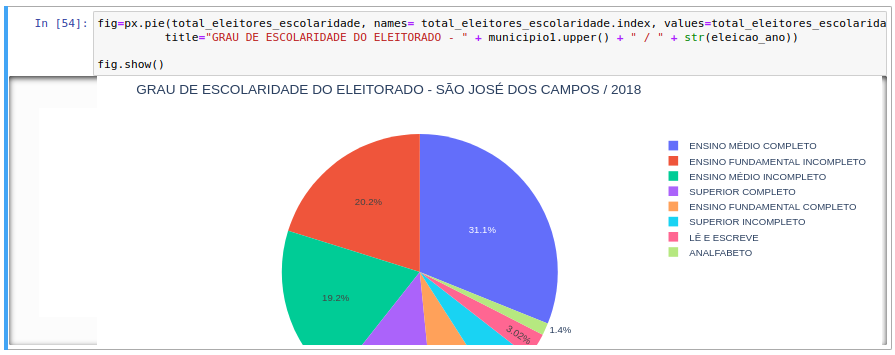 In [54]: fig=px.pie(total_eleitores_escolaridade, names= total_eleitores_escolaridade.index, values=total_eleitores_escolarida
title="GRAU DE ESCOLARIDADE DO ELEITORADO - " + municipio1.upper() + " / " + str(eleicao_ano))
fig.show()
GRAU DE ESCOLARIDADE DO ELEITORADO - SÃO JOSÉ DOS CAMPOS / 2018
ENSINO MÉDIO COMPLETO
ENSINO FUNDAMENTAL INCOMPLETO
ENSINO MÉDIO INCOMPLETO
SUPERIOR COMPLETO
ENSINO FUNDAMENTAL COMPLETO
SUPERIOR INCOMPLETO
LÊ E ESCREVE
ANALFABETO
20.2%
31.1%
19.2%
3.02%
1.4%